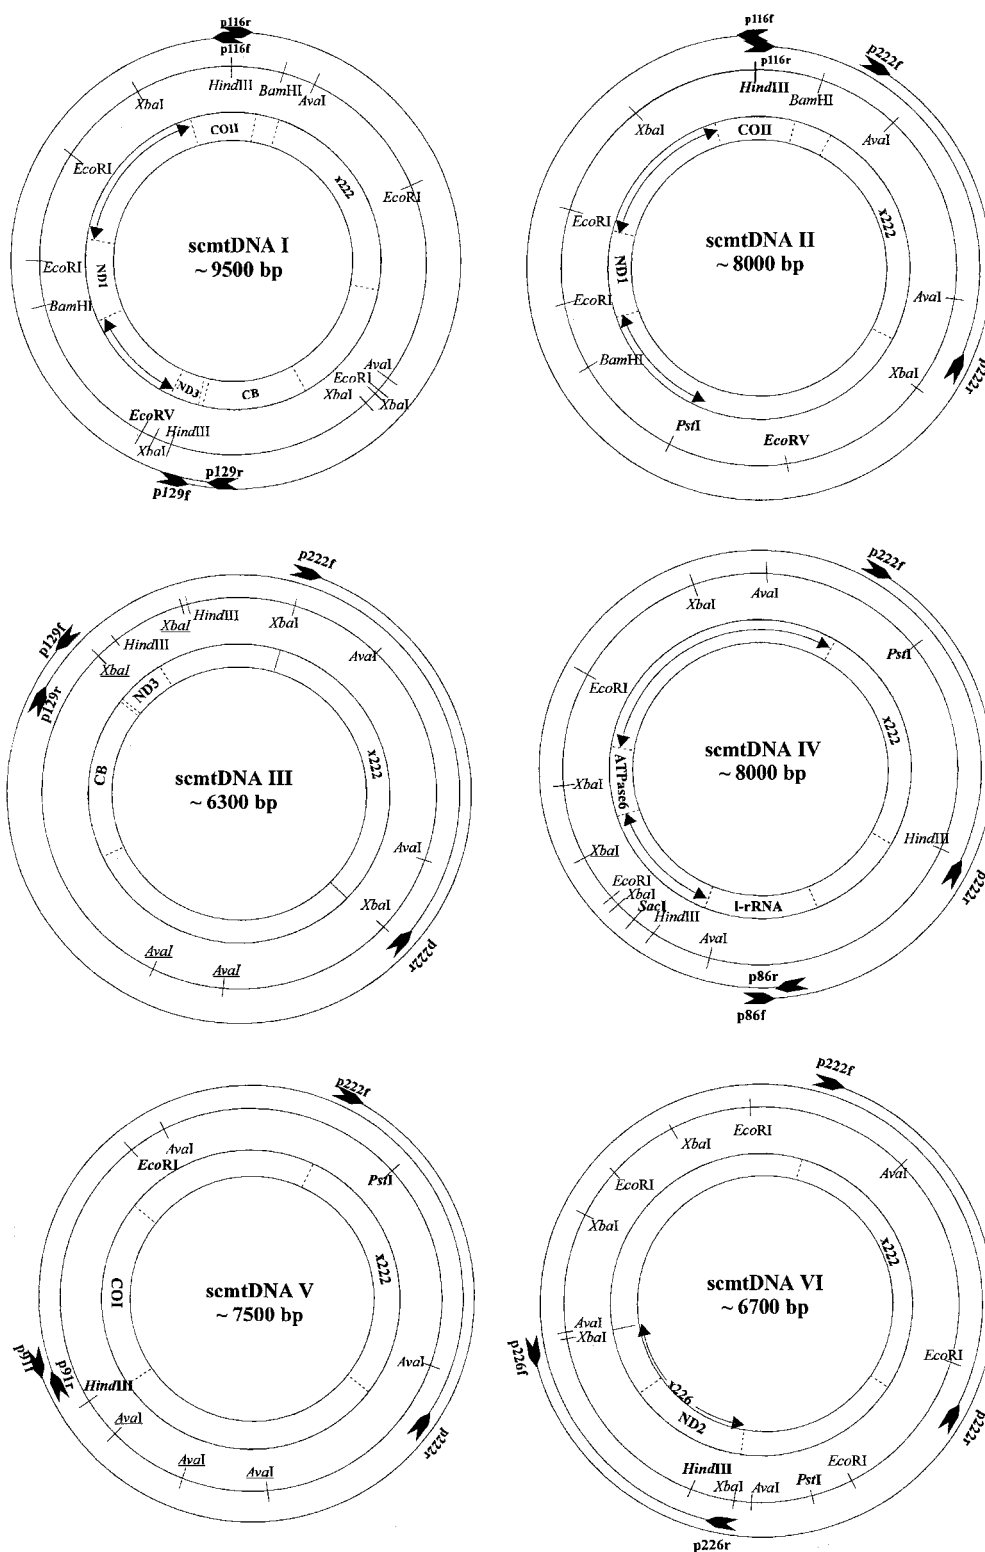 p116r
p116f
HindIII
BamHI
AvaI
XbaI
EcoRI
COII
x222
EcoRI
scmtDNA I
~ 9500 bp
EcoRI
ND1
BamHI
AvaI
EcoRI
XbaI
XbaI
ND3
CB
EcoRV
HindIII
XbaI
p129r
p129f
p116f
p116r
p222f
HindIII
BamHI
XbaI
AvaI
COII
EcoRI
x222
scmtDNA II
~ 8000 bp
ND1
EcoRI
AvaI
BamHI
XbaI
p222r
PstI
EcoRV
p222f
XbaI
HindIII
XbaI
p129f
HindIII
XbaI
AvaI
p129r
ND3
x222
CB
scmtDNA III
~ 6300 bp
AvaI
XbaI
p222r
AvaI
AvaI
p222f
AvaI
XbaI
PstI
EcoRI
x222
scmtDNA IV
~ 8000 bp
ATPase6
XbaI
HindIII
XbaI
p222r
EcoRI
XbaI
SacI
HindIII
l-rRNA
AvaI
p86r
p86f
p222f
AvaI
EcoRI
PstI
x222
COI
scmtDNA V
~ 7500 bp
AvaI
p91f
p91r
HindIII
AvaI
p222r
AvaI
AvaI
p222f
EcoRI
XbaI
AvaI
EcoRI
XbaI
x222
scmtDNA VI
~ 6700 bp
AvaI
XbaI
EcoRI
p226f
x226
ND2
p222r
HindIII
EcoRI
XbaI
AvaI
PstI
p226r